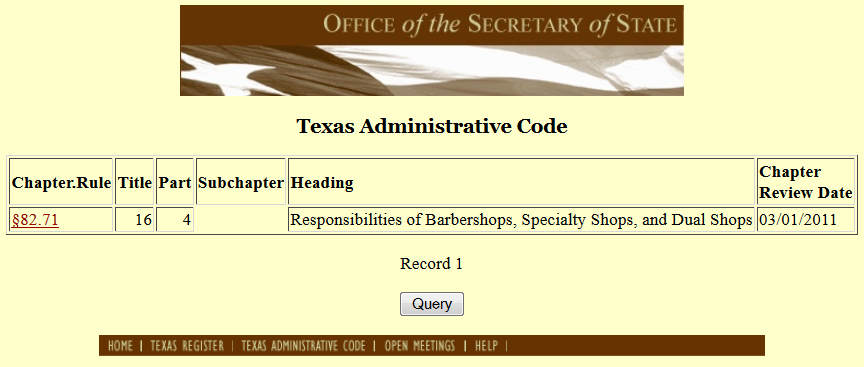 OFFICE of the SECRETARY of STATE
Texas Administrative Code
Chapter.Rule Title Part Subchapter Heading Chapter Review Date
§82.71 16 4 Responsibilities of Barbershops, Specialty Shops, and Dual Shops 03/01/2011
Record 1
Query
HOME | TEXAS REGISTER | TEXAS ADMINISTRATIVE CODE | OPEN MEETINGS | HELP |